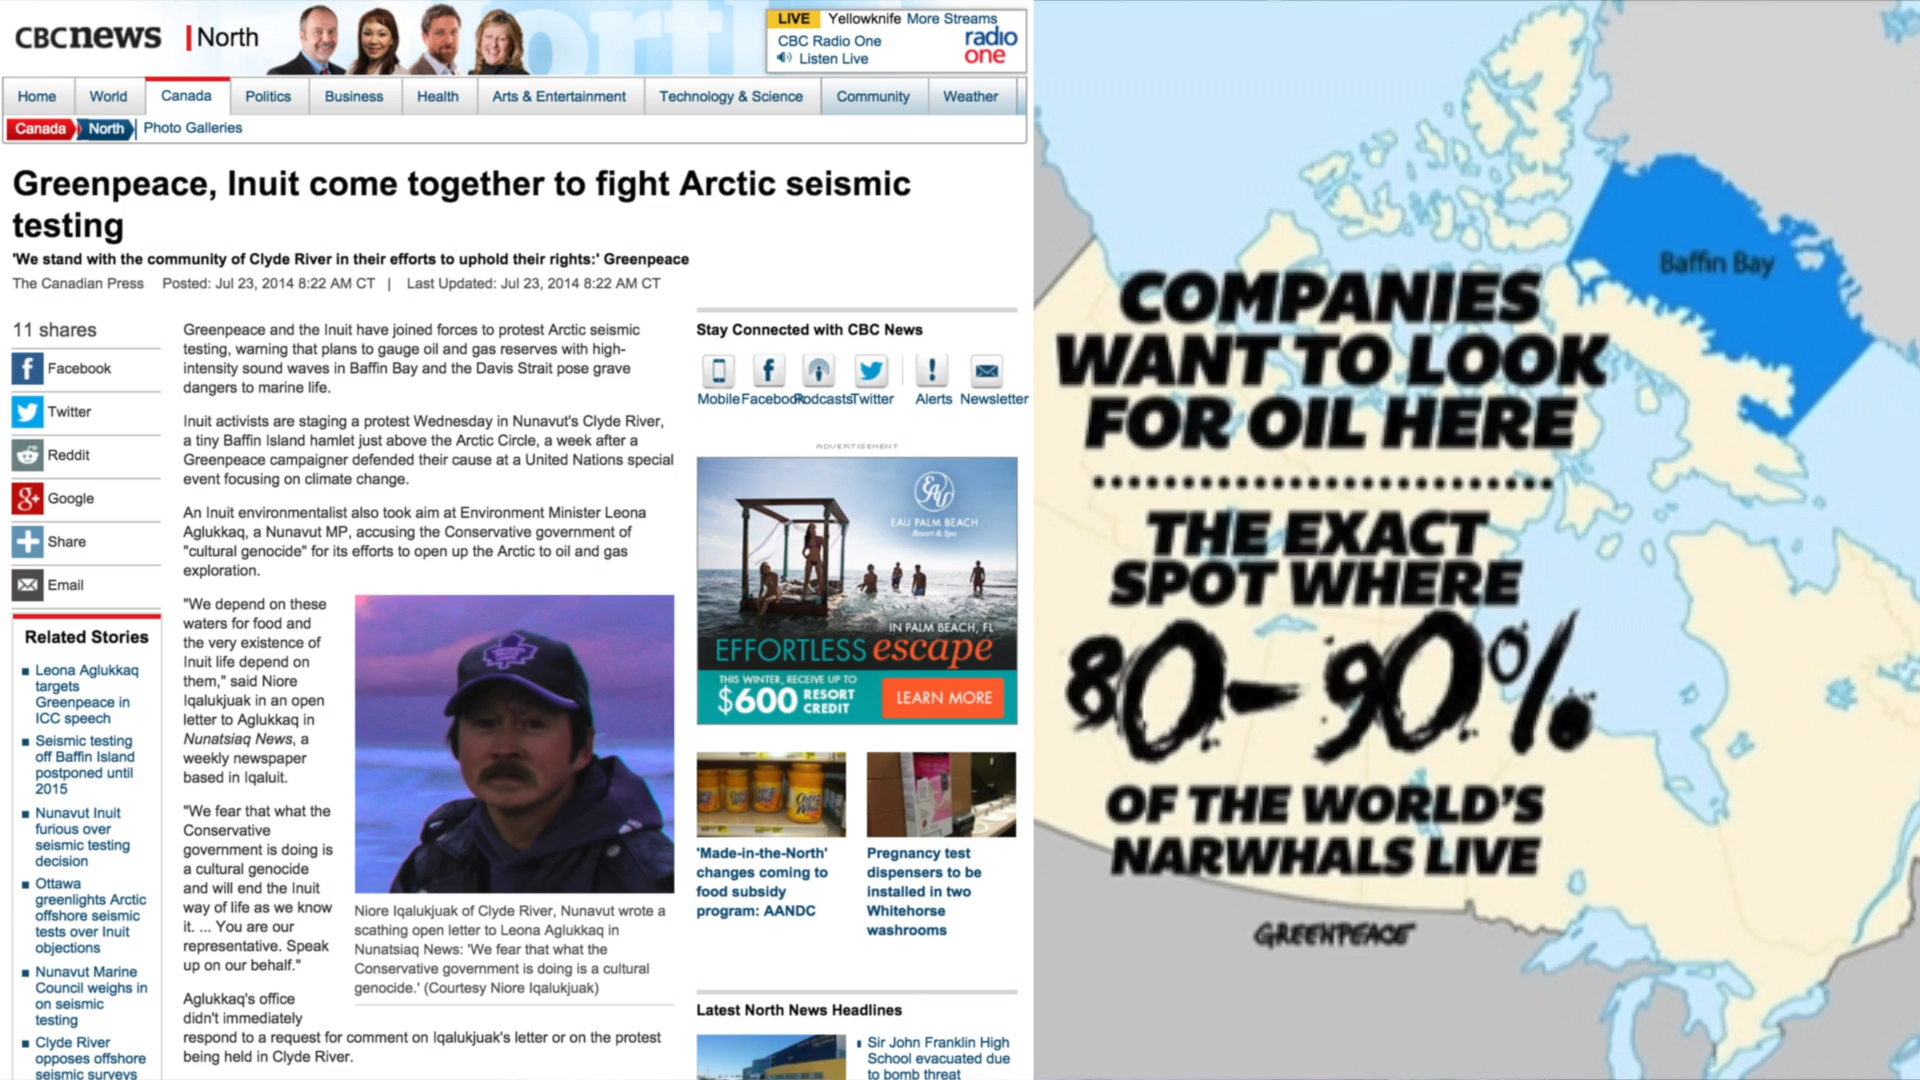 CBCnews | North
LIVE Yellowknife More Streams
CBC Radio One
Listen Live
radio
one
Home World Canada Politics Business Health Arts & Entertainment Technology & Science Community Weather
Canada North Photo Galleries
Greenpeace, Inuit come together to fight Arctic seismic
testing
'We stand with the community of Clyde River in their efforts to uphold their rights:' Greenpeace
The Canadian Press Posted: Jul 23, 2014 8:22 AM CT | Last Updated: Jul 23, 2014 8:22 AM CT
11 shares
Facebook
Twitter
Reddit
Google
Share
Email
Related Stories
Leona Aglukkaq
targets
Greenpeace in
ICC speech
Seismic testing
off Baffin Island
postponed until
2015
Nunavut Inuit
furious over
seismic testing
decision
Ottawa
greenlights Arctic
offshore seismic
tests over Inuit
objections
Nunavut Marine
Council weighs in
on seismic
testing
Clyde River
opposes offshore
seismic surveys
Greenpeace and the Inuit have joined forces to protest Arctic seismic
testing, warning that plans to gauge oil and gas reserves with high-
intensity sound waves in Baffin Bay and the Davis Strait pose grave
dangers to marine life.
Inuit activists are staging a protest Wednesday in Nunavut's Clyde River,
a tiny Baffin Island hamlet just above the Arctic Circle, a week after a
Greenpeace campaigner defended their cause at a United Nations special
event focusing on climate change.
An Inuit environmentalist also took aim at Environment Minister Leona
Aglukkaq, a Nunavut MP, accusing the Conservative government of
"cultural genocide" for its efforts to open up the Arctic to oil and gas
exploration.
"We depend on these
waters for food and
the very existence of
Inuit life depend on
them," said Niore
Iqalukjuak in an open
letter to Aglukkaq in
Nunatsiaq News, a
weekly newspaper
based in Iqaluit.
"We fear that what the
Conservative
government is doing is
a cultural genocide
and will end the Inuit
way of life as we know
it. ... You are our
representative. Speak
up on our behalf."
Aglukkaq's office
didn't immediately
respond to a request for comment on Iqalukjuak's letter or on the protest
being held in Clyde River.
Niore Iqalukjuak of Clyde River, Nunavut wrote a
scathing open letter to Leona Aglukkaq in
Nunatsiaq News: 'We fear that what the
Conservative government is doing is a cultural
genocide.' (Courtesy Niore Iqalukjuak)
Stay Connected with CBC News
Mobile Facebook Podcasts Twitter Alerts Newsletter
ADVERTISEMENT
EAU PALM BEACH
Resort & Spa
IN PALM BEACH, FL
EFFORTLESS escape
THIS WINTER, RECEIVE UP TO
$600 RESORT
CREDIT
LEARN MORE
'Made-in-the-North'
changes coming to
food subsidy
program: AANDC
Pregnancy test
dispensers to be
installed in two
Whitehorse
washrooms
Latest North News Headlines
Sir John Franklin High
School evacuated due
to bomb threat
Baffin Bay
COMPANIES
WANT TO LOOK
FOR OIL HERE
THE EXACT
SPOT WHERE
80-90%
OF THE WORLD'S
NARWHALS LIVE
GREENPEACE